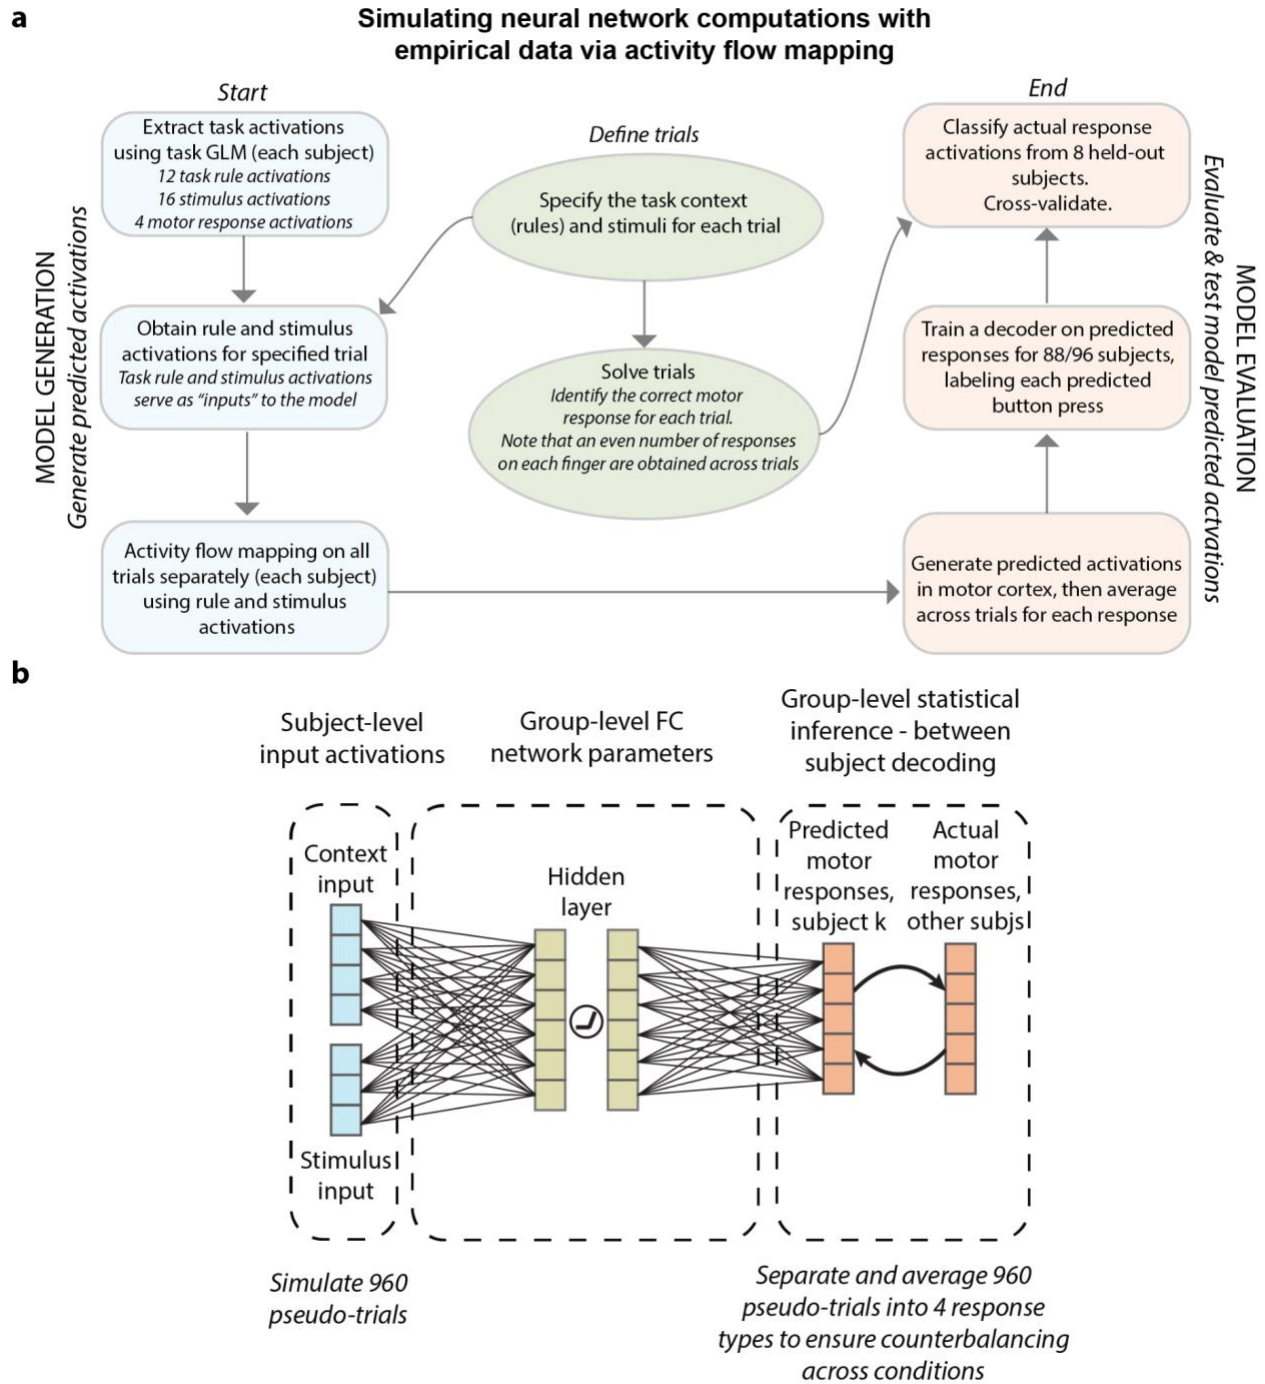 a
Simulating neural network computations with
empirical data via activity flow mapping
Start
Extract task activations
using task GLM (each subject)
12 task rule activations
16 stimulus activations
4 motor response activations
Obtain rule and stimulus
activations for specified trial
Task rule and stimulus activations
serve as “inputs” to the model
Activity flow mapping on all
trials separately (each subject)
using rule and stimulus
activations
MODEL GENERATION
Generate predicted activations
Define trials
Specify the task context
(rules) and stimuli for each trial
Solve trials
Identify the correct motor
response for each trial.
Note that an even number of responses
on each finger are obtained across trials
End
Classify actual response
activations from 8 held-out
subjects.
Cross-validate.
Train a decoder on predicted
responses for 88/96 subjects,
labeling each predicted
button press
Generate predicted activations
in motor cortex, then average
across trials for each response
Evaluate & test model predicted actvations
MODEL EVALUATION
b
Subject-level
input activations
Group-level FC
network parameters
Group-level statistical
inference - between
subject decoding
Context
input
Stimulus
input
Hidden
layer
Predicted
motor
responses,
subject k
Actual
motor
responses,
other subjs
Simulate 960
pseudo-trials
Separate and average 960
pseudo-trials into 4 response
types to ensure counterbalancing
across conditions